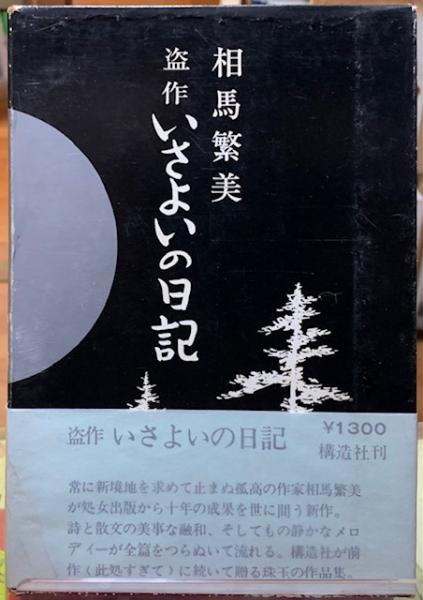 相馬繁美
盗作
いさよいの日記
盗作 いさよいの日記
¥1300
構造社刊
常に新境地を求めて止まぬ孤高の作家相馬繁美
が処女出版から十年の成果を世に問う新作。
詩と散文の美事な融和、そしてもの静かなメロ
ディーが全篇をつらぬいて流れる。構造社が前
作〈此処すぎて〉に続いて贈る珠玉の作品集。